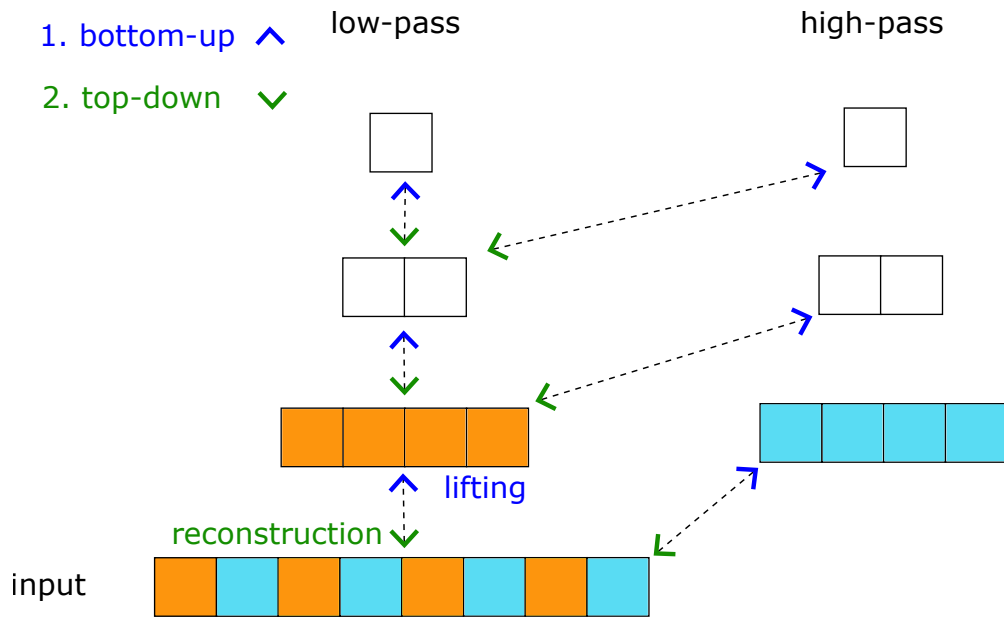 1. bottom-up
low-pass
high-pass
2. top-down
lifting
reconstruction
input